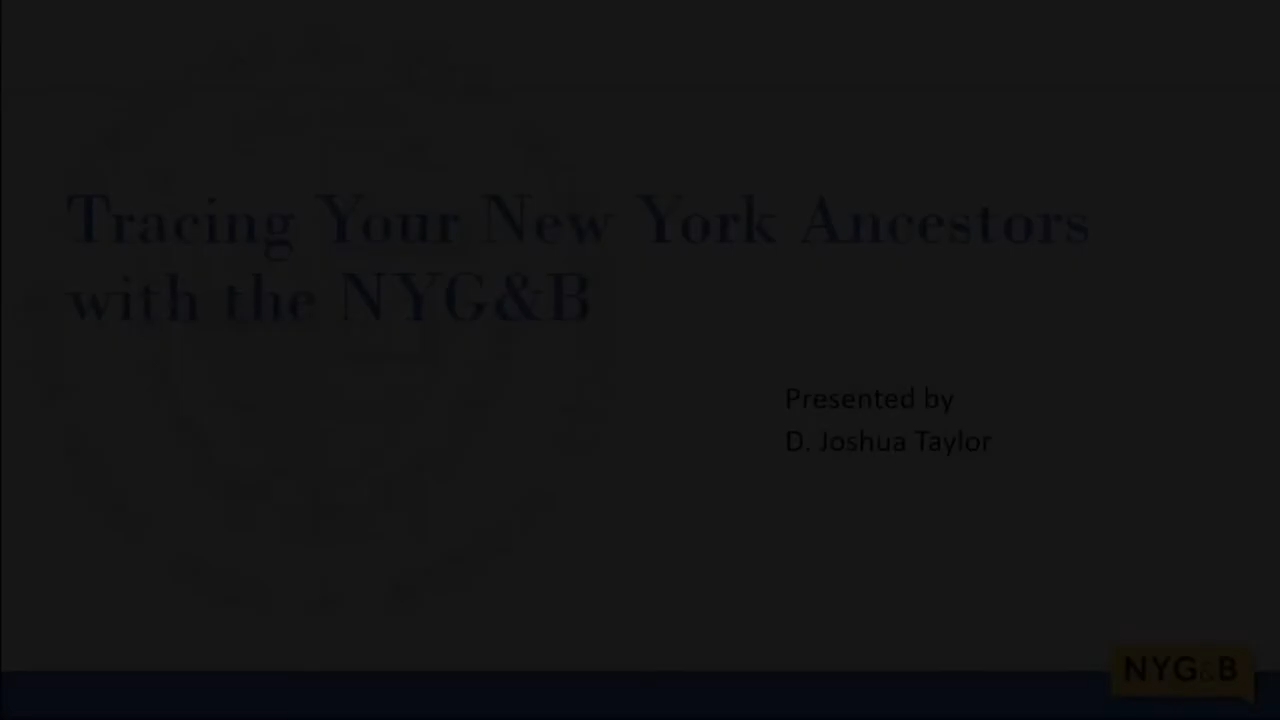 Tracing Your New York Ancestors
with the NYG&B
Presented by
D. Joshua Taylor
NYG&B